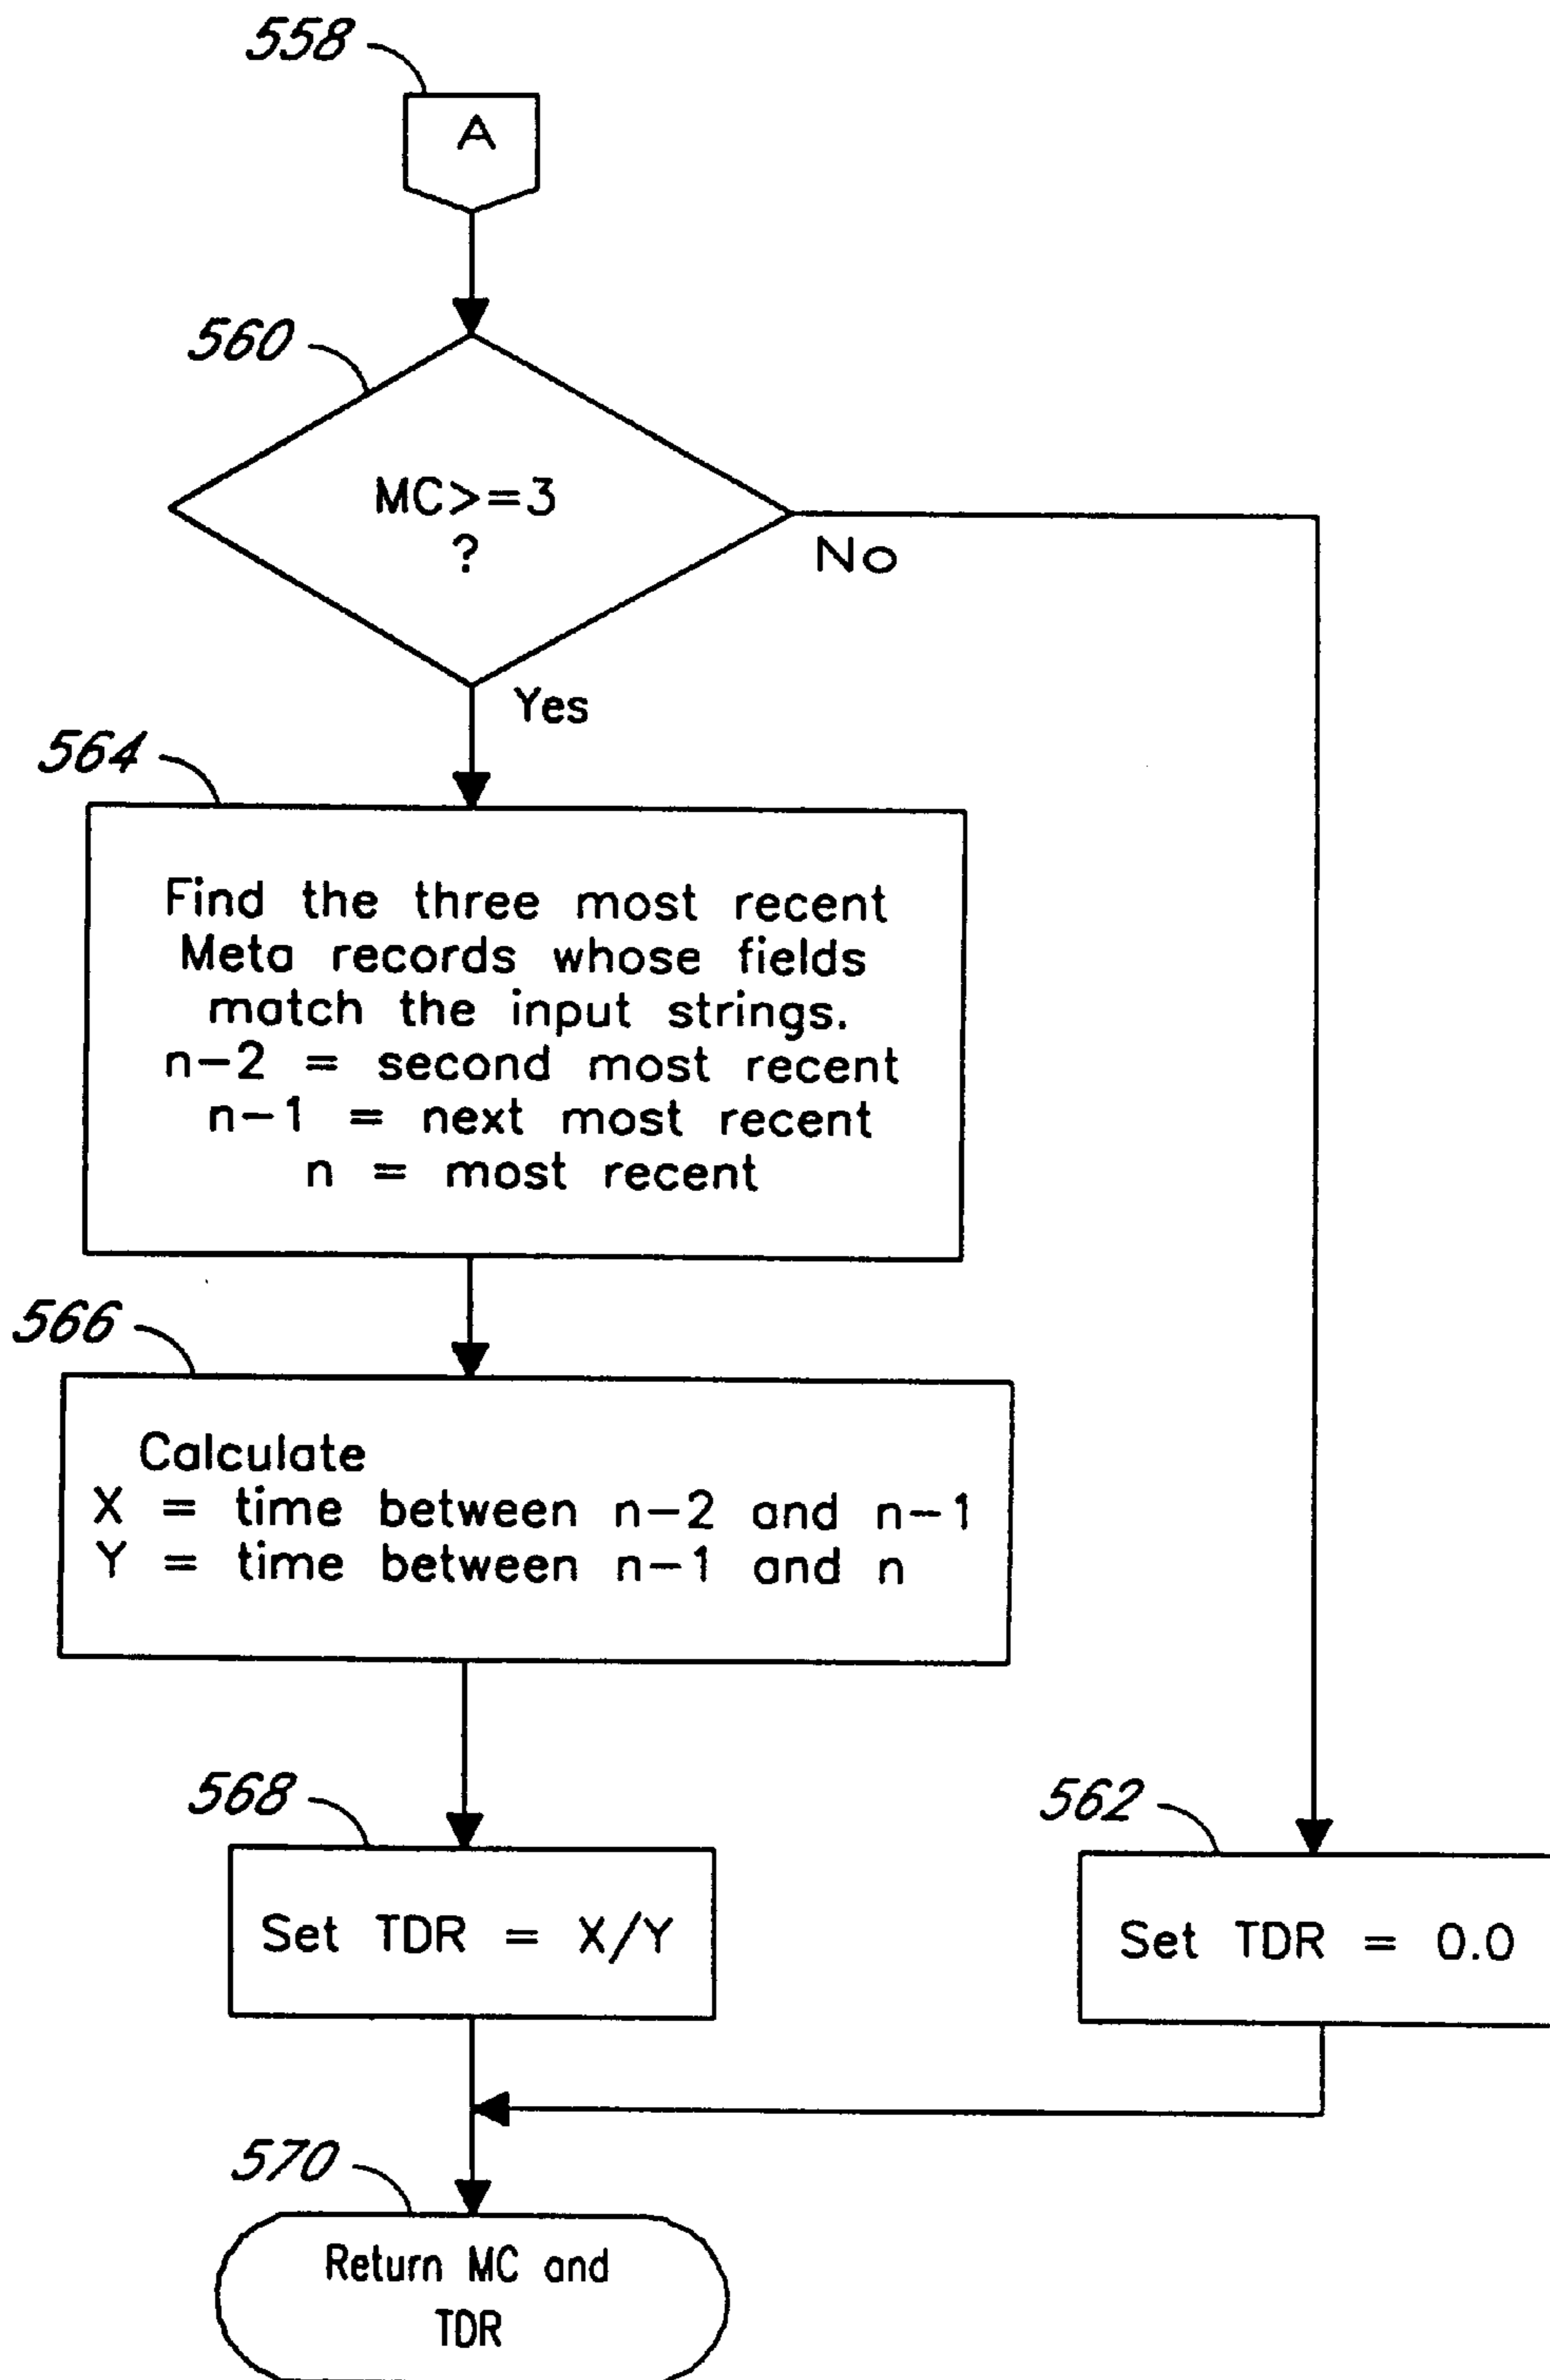 558
A
560
MC>=3
?
No
Yes
564
Find the three most recent
Meta records whose fields
match the input strings.
n-2 = second most recent
n-1 = next most recent
n = most recent
566
Calculate
X = time between n-2 and n-1
Y = time between n-1 and n
568
Set TDR = X/Y
562
Set TDR = 0.0
570
Return MC and
TDR